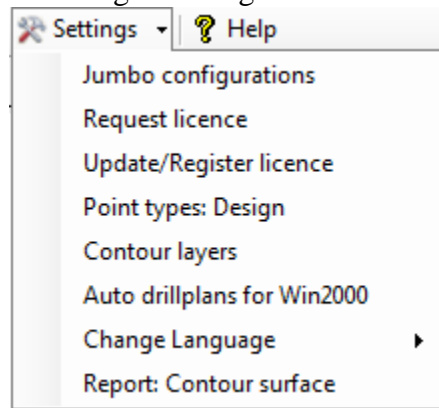 Settings Help
Jumbo configurations
Request licence
Update/Register licence
Point types: Design
Contour layers
Auto drillplans for Win2000
Change Language
Report: Contour surface